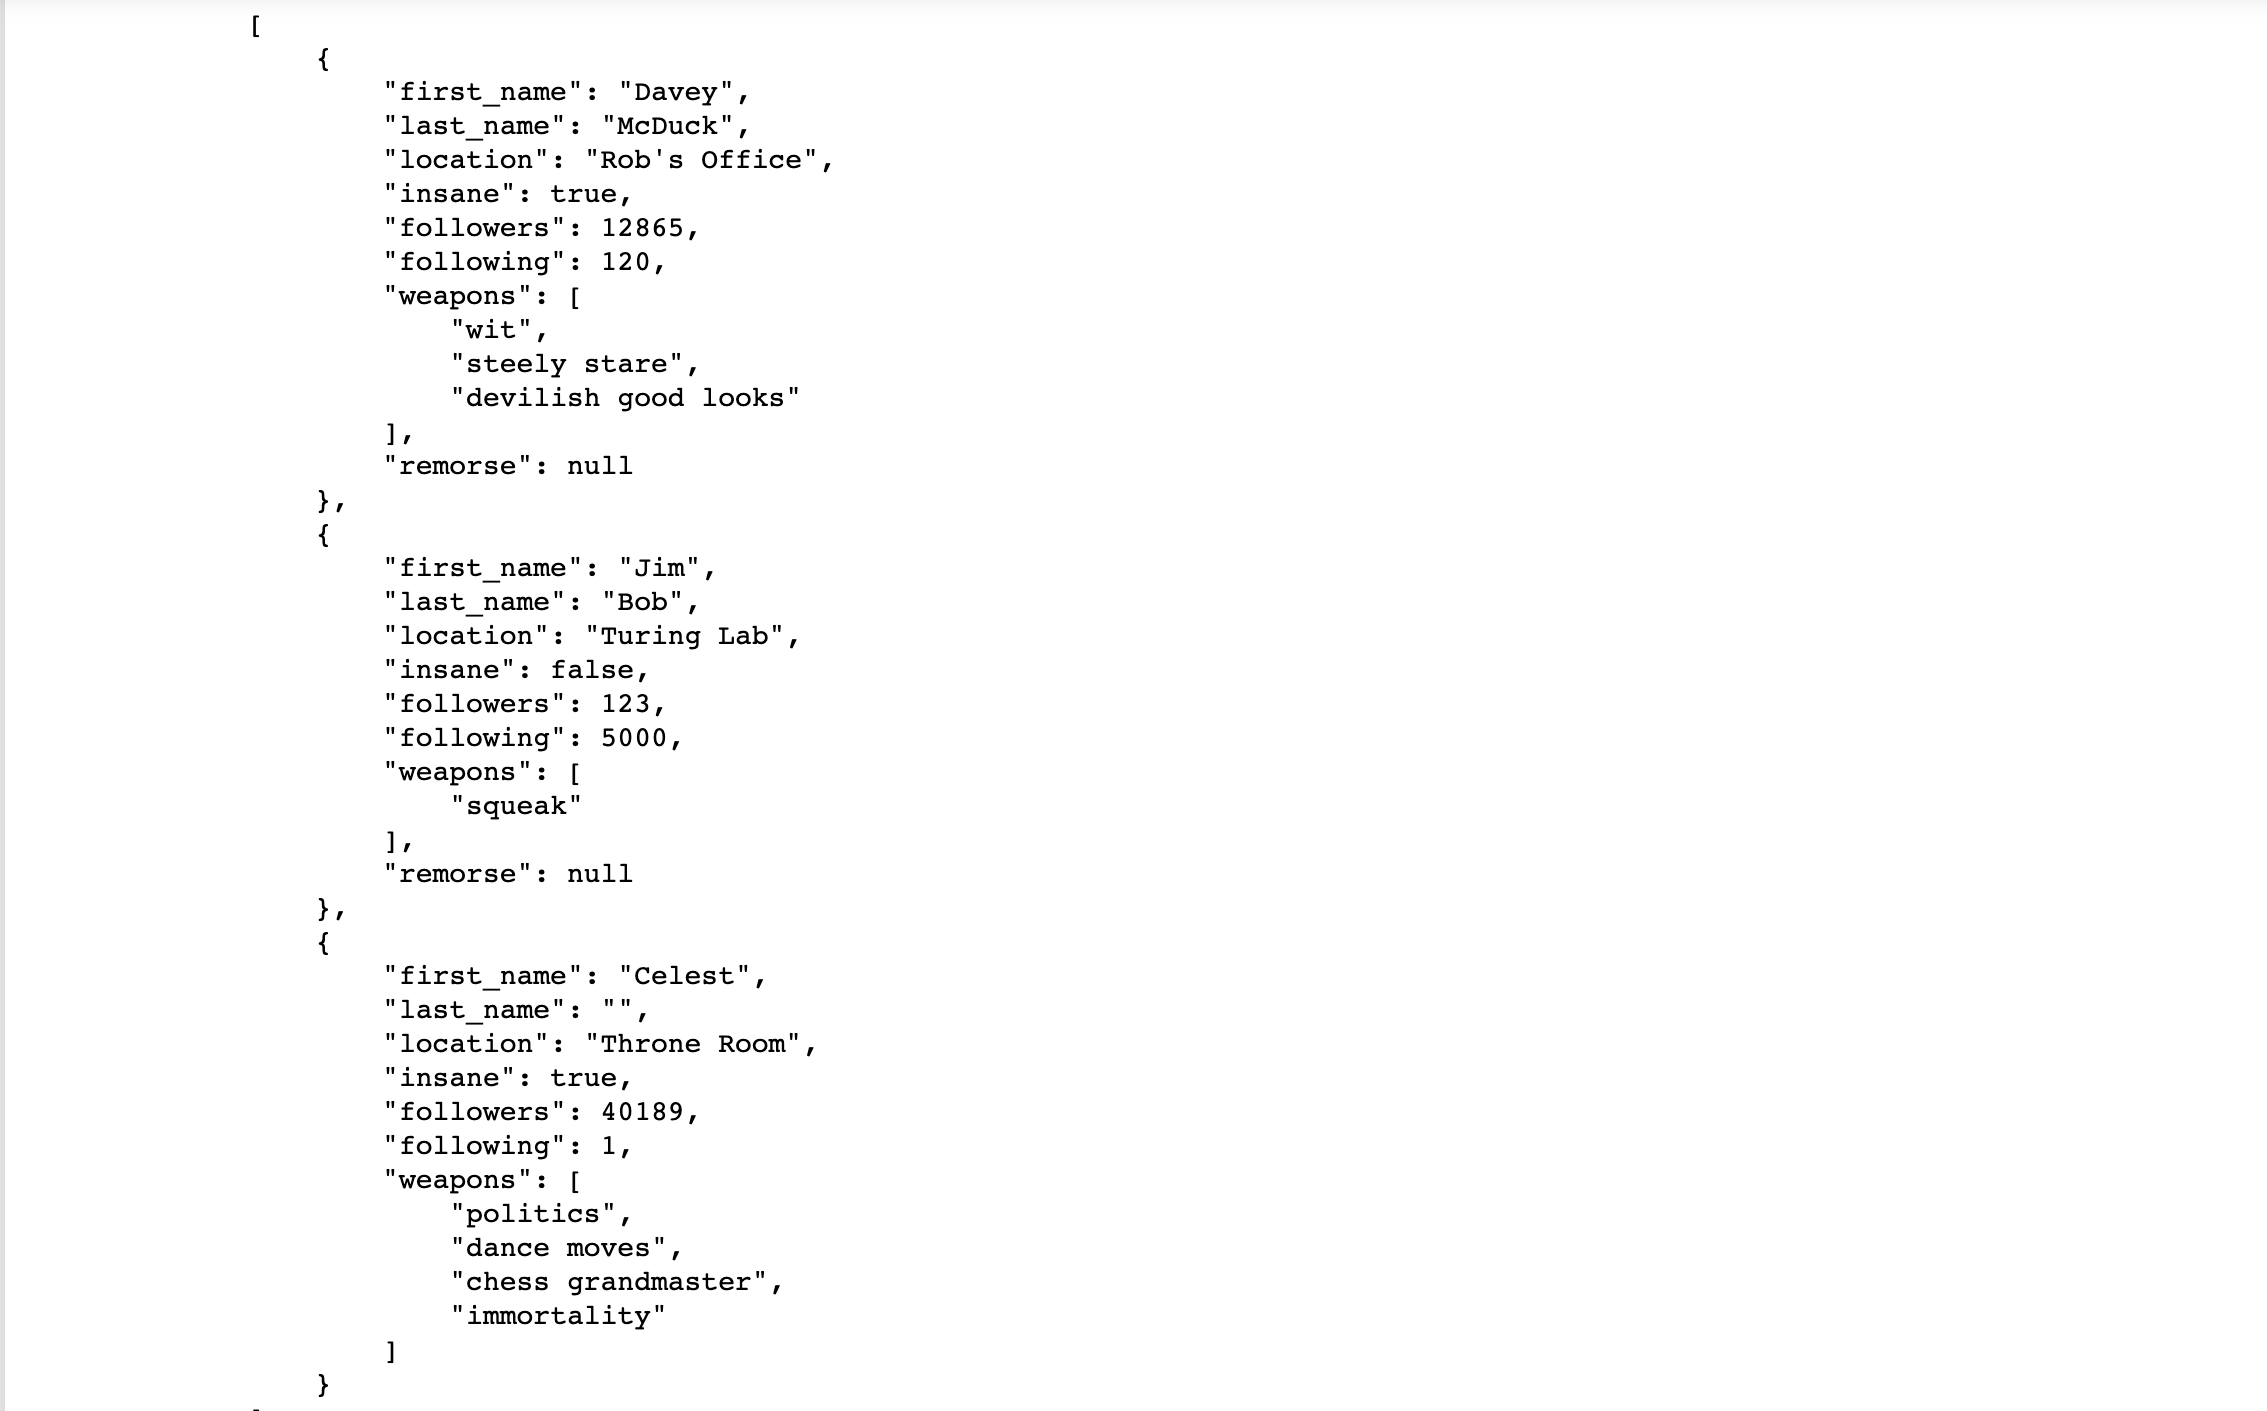 [
{
"first_name": "Davey",
"last_name": "McDuck",
"location": "Rob's Office",
"insane": true,
"followers": 12865,
"following": 120,
"weapons": [
"wit",
"steely stare",
"devilish good looks"
],
"remorse": null
},
{
"first_name": "Jim",
"last_name": "Bob",
"location": "Turing Lab",
"insane": false,
"followers": 123,
"following": 5000,
"weapons": [
"squeak"
],
"remorse": null
},
{
"first_name": "Celest",
"last_name": "",
"location": "Throne Room",
"insane": true,
"followers": 40189,
"following": 1,
"weapons": [
"politics",
"dance moves",
"chess grandmaster",
"immortality"
]
}